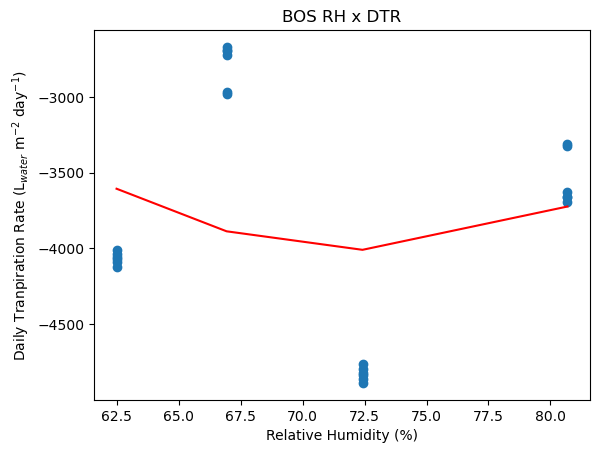 BOS RH x DTR
Daily Tranpiration Rate (L$_{water}$ m$^{-2}$ day$^{-1}$)
−3000
−3500
−4000
−4500
62.5 65.0 67.5 70.0 72.5 75.0 77.5 80.0
Relative Humidity (%)